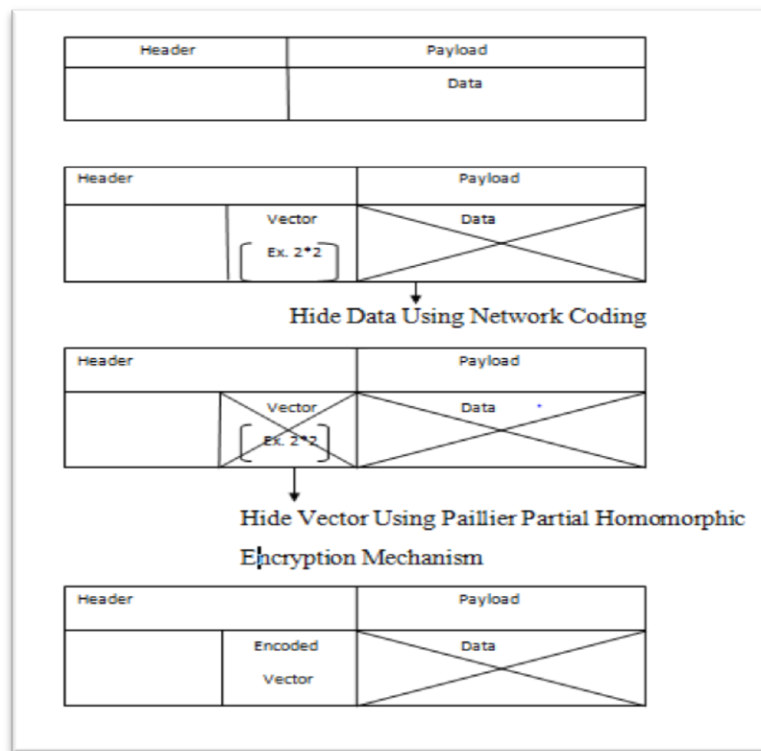 Header Payload
Data
Header Payload
Vector Data
Ex. 2*2
Hide Data Using Network Coding
Header Payload
Vector Data
Ex. 2*2
Hide Vector Using Paillier Partial Homomorphic
Encryption Mechanism
Header Payload
Encoded Data
Vector